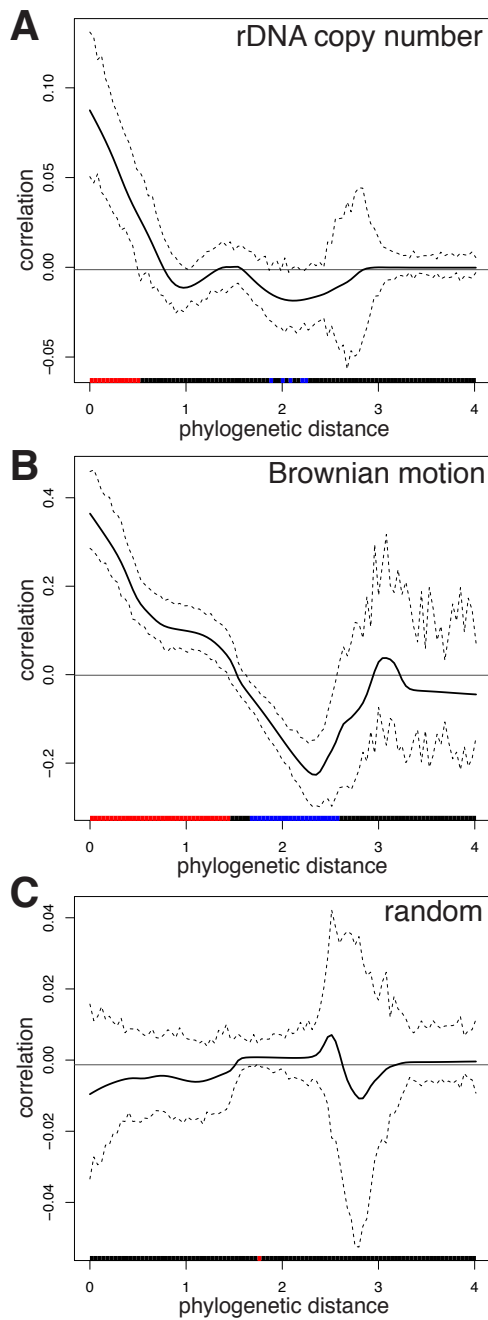 A
rDNA copy number
0.10
0.05
0.00
-0.05
correlation
0 1 2 3 4
phylogenetic distance
B
Brownian motion
0.4
0.2
0.0
-0.2
correlation
0 1 2 3 4
phylogenetic distance
C
random
0.04
0.02
0.00
-0.02
-0.04
correlation
0 1 2 3 4
phylogenetic distance